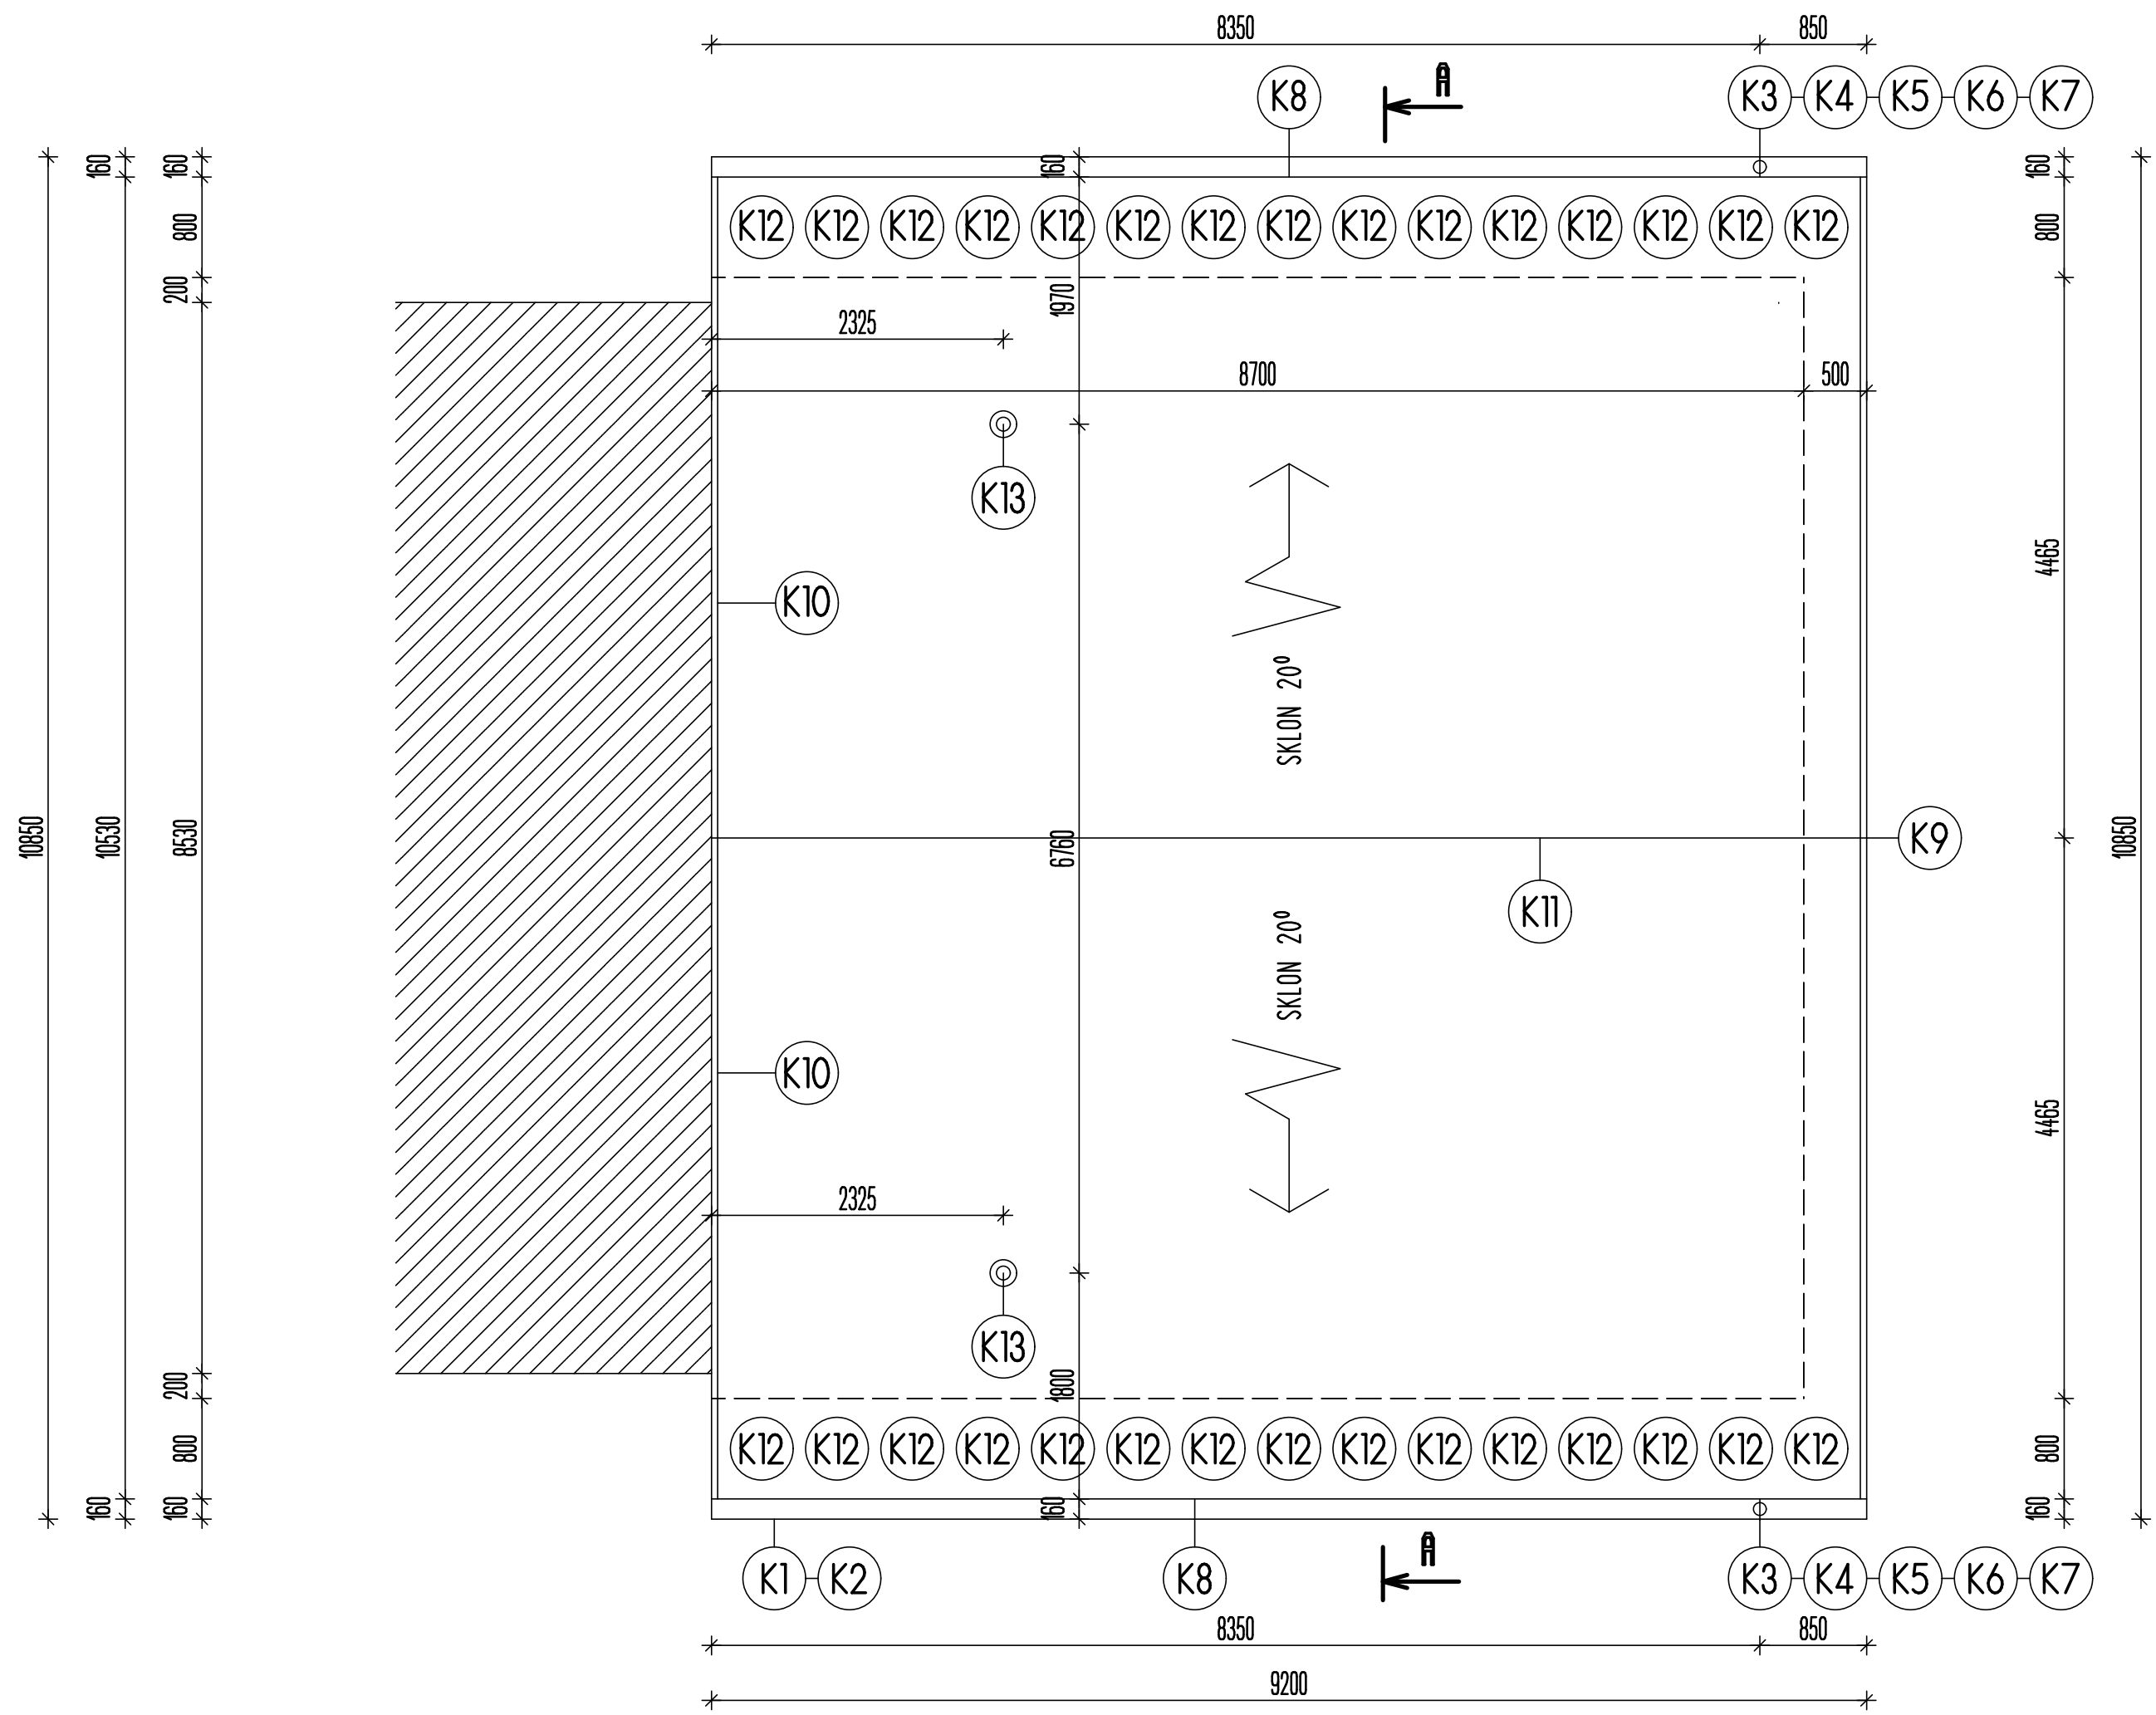 8350 850
A
K8 K3 K4 K5 K6 K7
160 160 160 160
K12 K12 K12 K12 K12 K12 K12 K12 K12 K12 K12 K12 K12 K12 K12
800 800
200 1970
2325
8700 500
K13
4465
K10
SKLON 20⁰
10850 10530 8530 6760 10850
K9
K11
SKLON 20⁰
K10
4465
2325
K13
200 1800
K12 K12 K12 K12 K12 K12 K12 K12 K12 K12 K12 K12 K12 K12 K12
800 800
160 160 160 160
A
K1 K2 K8 K3 K4 K5 K6 K7
8350 850
9200